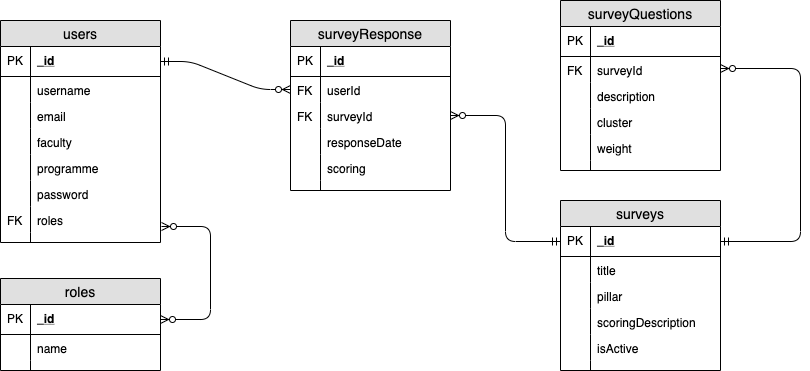 users
PK _id
username
email
faculty
programme
password
FK roles
roles
PK _id
name
surveyResponse
PK _id
FK userId
FK surveyId
responseDate
scoring
surveyQuestions
PK _id
FK surveyId
description
cluster
weight
surveys
PK _id
title
pillar
scoringDescription
isActive